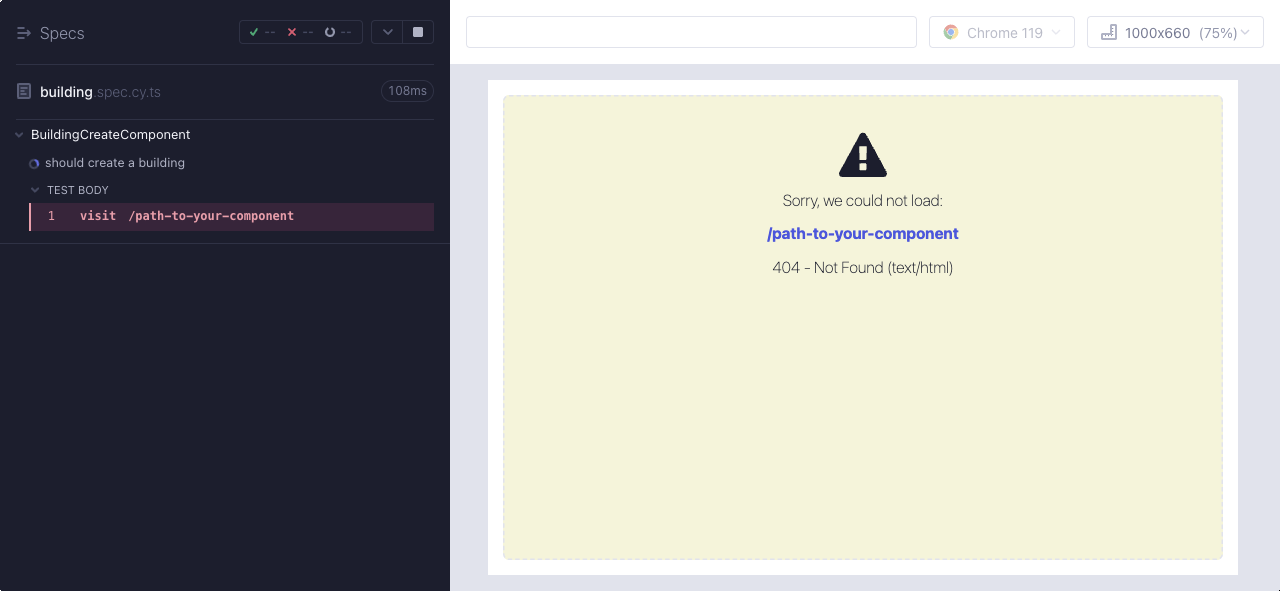 Specs
-- -- --
building.spec.cy.ts
108ms
BuildingCreateComponent
should create a building
TEST BODY
1 visit /path-to-your-component
Chrome 119
1000x660 (75%)
Sorry, we could not load:
/path-to-your-component
404 - Not Found (text/html)